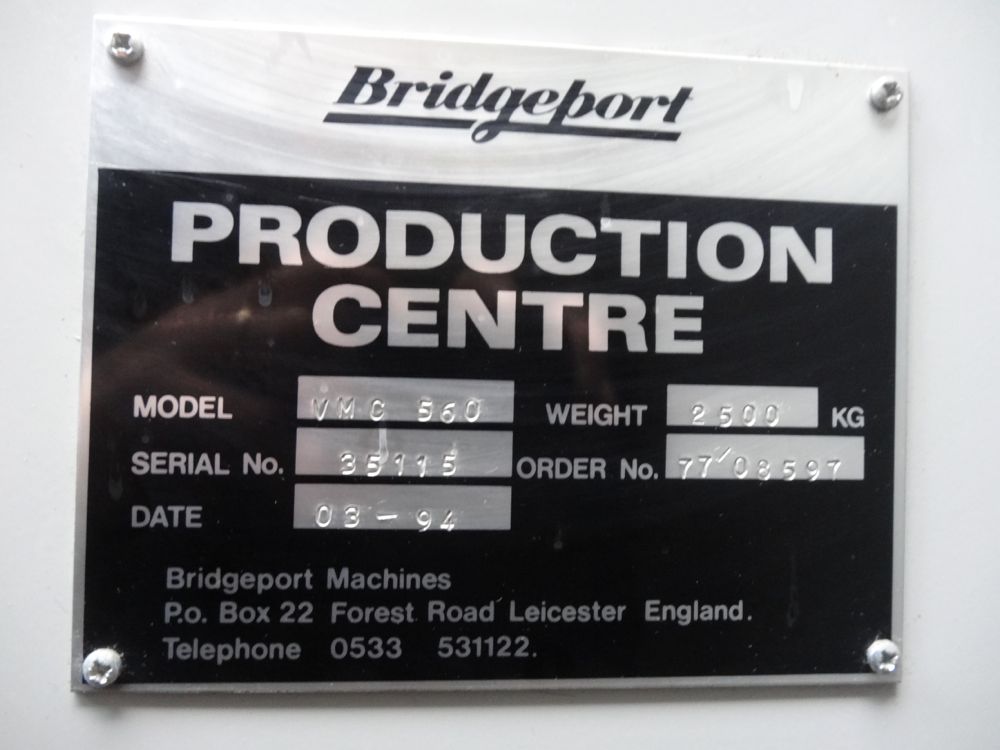 Bridgeport
PRODUCTION
CENTRE
MODEL VMC 560 WEIGHT 2500 KG
SERIAL No. 35115 ORDER No. 77/08597
DATE 03-94
Bridgeport Machines
P.o. Box 22 Forest Road Leicester England.
Telephone 0533 531122.